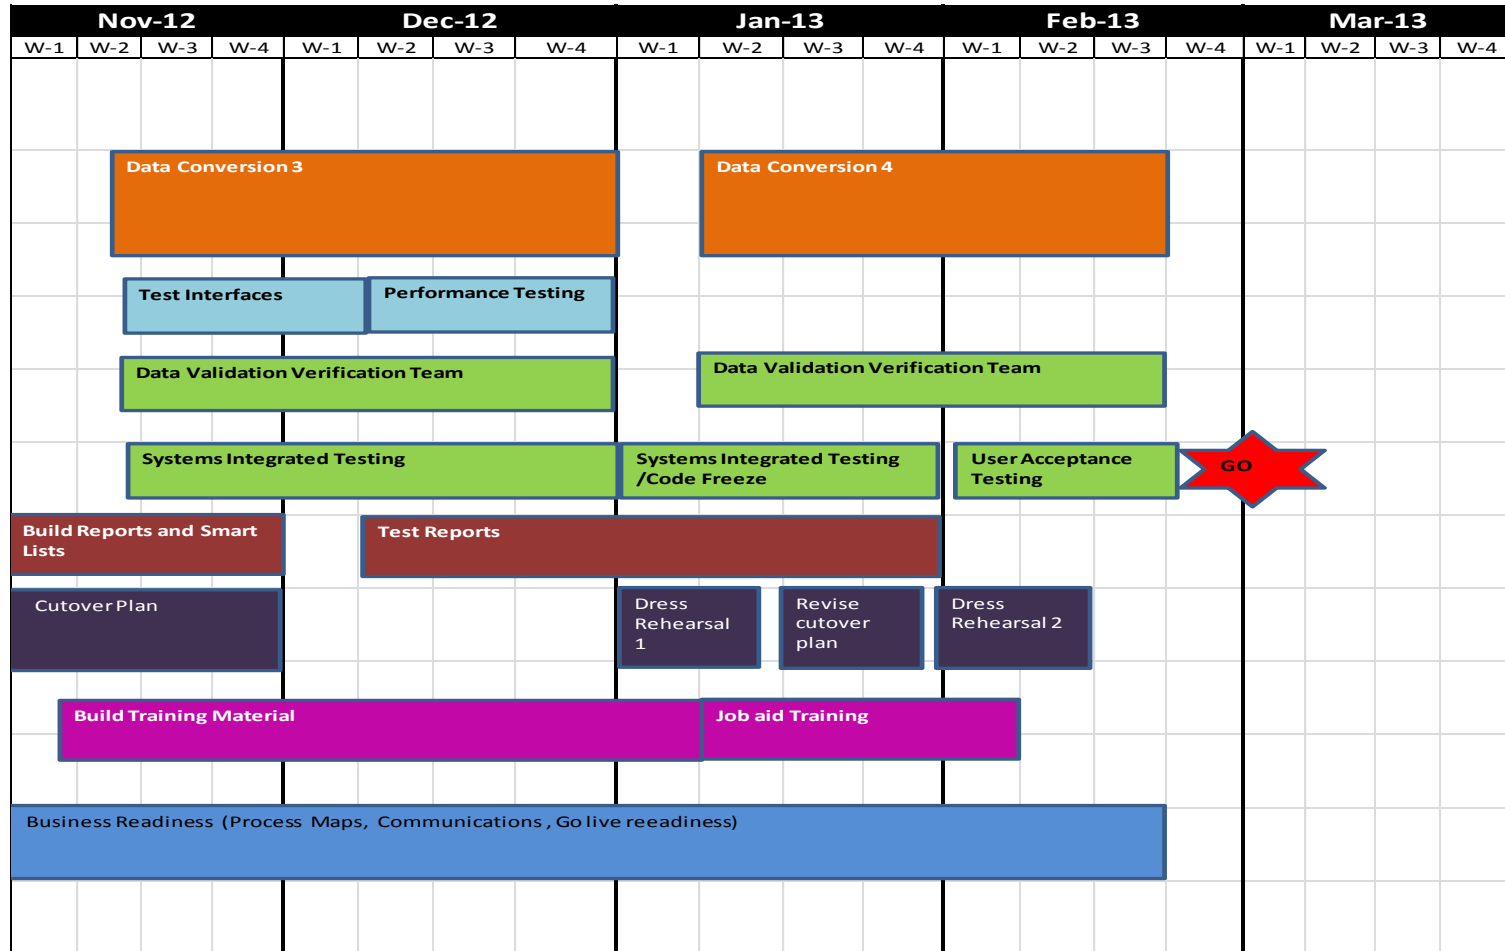 Nov-12 Dec-12 Jan-13 Feb-13 Mar-13
W-1 W-2 W-3 W-4 W-1 W-2 W-3 W-4 W-1 W-2 W-3 W-4 W-1 W-2 W-3 W-4 W-1 W-2 W-3 W-4
Data Conversion 3
Data Conversion 4
Test Interfaces
Performance Testing
Data Validation Verification Team
Data Validation Verification Team
Systems Integrated Testing
Systems Integrated Testing
/Code Freeze
User Acceptance
Testing
GO
Build Reports and Smart
Lists
Test Reports
Cutover Plan
Dress
Rehearsal
1
Revise
cutover
plan
Dress
Rehearsal 2
Build Training Material
Job aid Training
Business Readiness (Process Maps, Communications , Go live reeadiness)